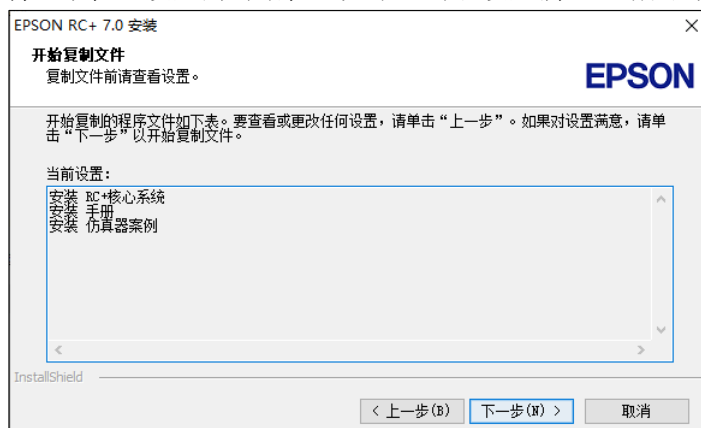 EPSON RC+ 7.0 安装
开始复制文件
复制文件前请查看设置。
EPSON
开始复制的程序文件如下表。要查看或更改任何设置，请单击“上一步”。如果对设置满意，请单
击“下一步”以开始复制文件。
当前设置：
安装 RC+核心系统
安装 手册
安装 仿真器案例
InstallShield
< 上一步(B)
下一步(N) >
取消